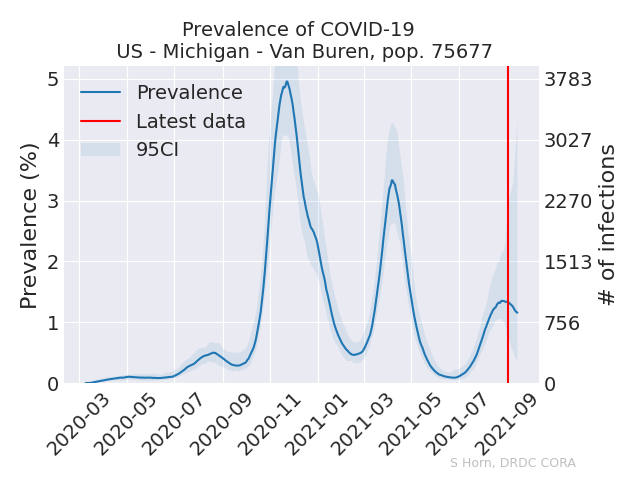 Prevalence of COVID-19
US - Michigan - Van Buren, pop. 75677
Prevalence
Latest data
95CI
Prevalence (%)
5
4
3
2
1
0
3783
3027
2270
1513
756
0
# of infections
2020-03
2020-05
2020-07
2020-09
2020-11
2021-01
2021-03
2021-05
2021-07
2021-09
S Horn, DRDC CORA